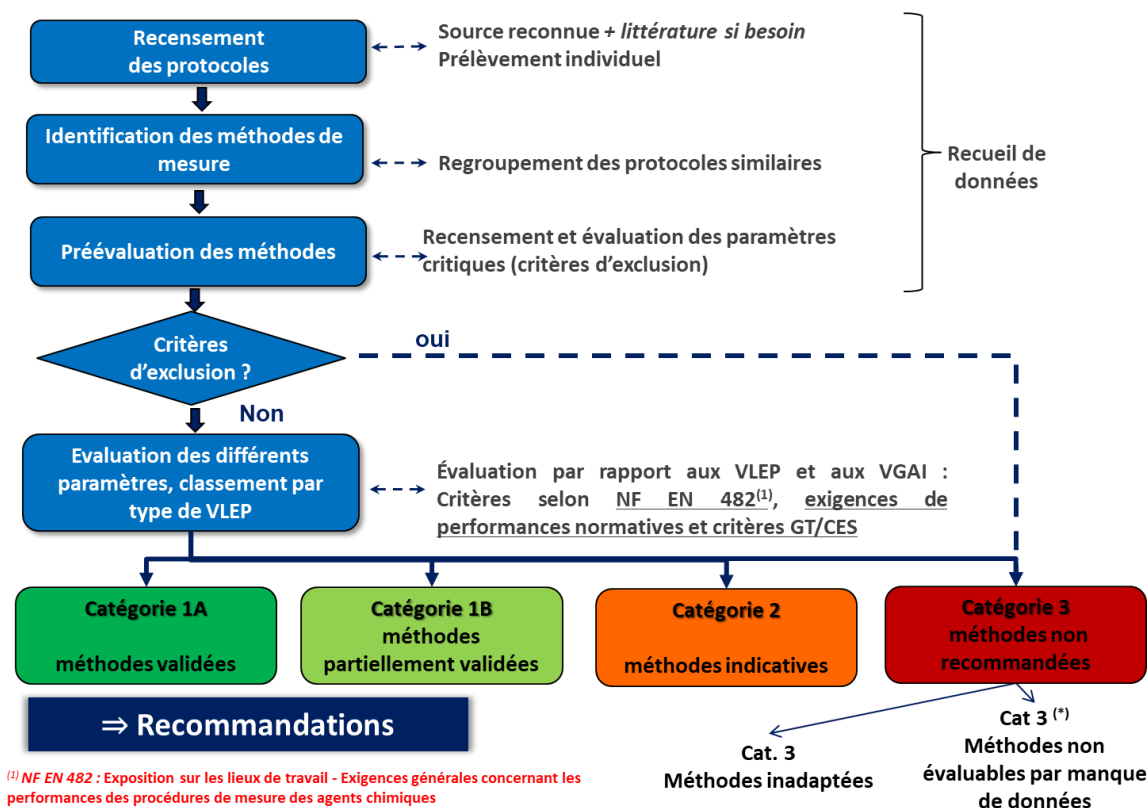 Recensement
des protocoles
Source reconnue + littérature si besoin
Prélèvement individuel
Identification des méthodes de
mesure
Regroupement des protocoles similaires
Recueil de
données
Préévaluation des méthodes
Recensement et évaluation des paramètres
critiques (critères d'exclusion)
Critères
d'exclusion ?
oui
Non
Evaluation des différents
paramètres, classement par
type de VLEP
Évaluation par rapport aux VLEP et aux VGAI :
Critères selon NF EN 482(1), exigences de
performances normatives et critères GT/CES
Catégorie 1A
méthodes validées
Catégorie 1B
méthodes
partiellement validées
Catégorie 2
méthodes indicatives
Catégorie 3
méthodes non
recommandées
⇒ Recommandations
Cat. 3
Méthodes inadaptées
Cat 3 (*)
Méthodes non
évaluables par manque
de données
(1) NF EN 482 : Exposition sur les lieux de travail - Exigences générales concernant les
performances des procédures de mesure des agents chimiques